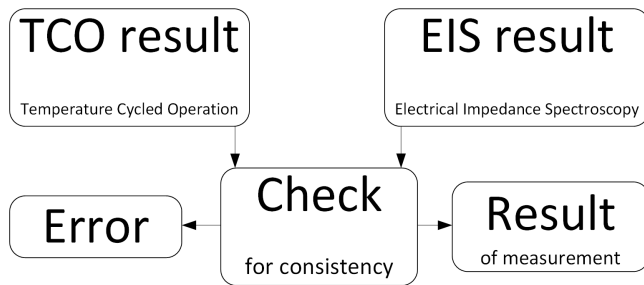 TCO result
Temperature Cycled Operation
EIS result
Electrical Impedance Spectroscopy
Check
for consistency
Error
Result
of measurement